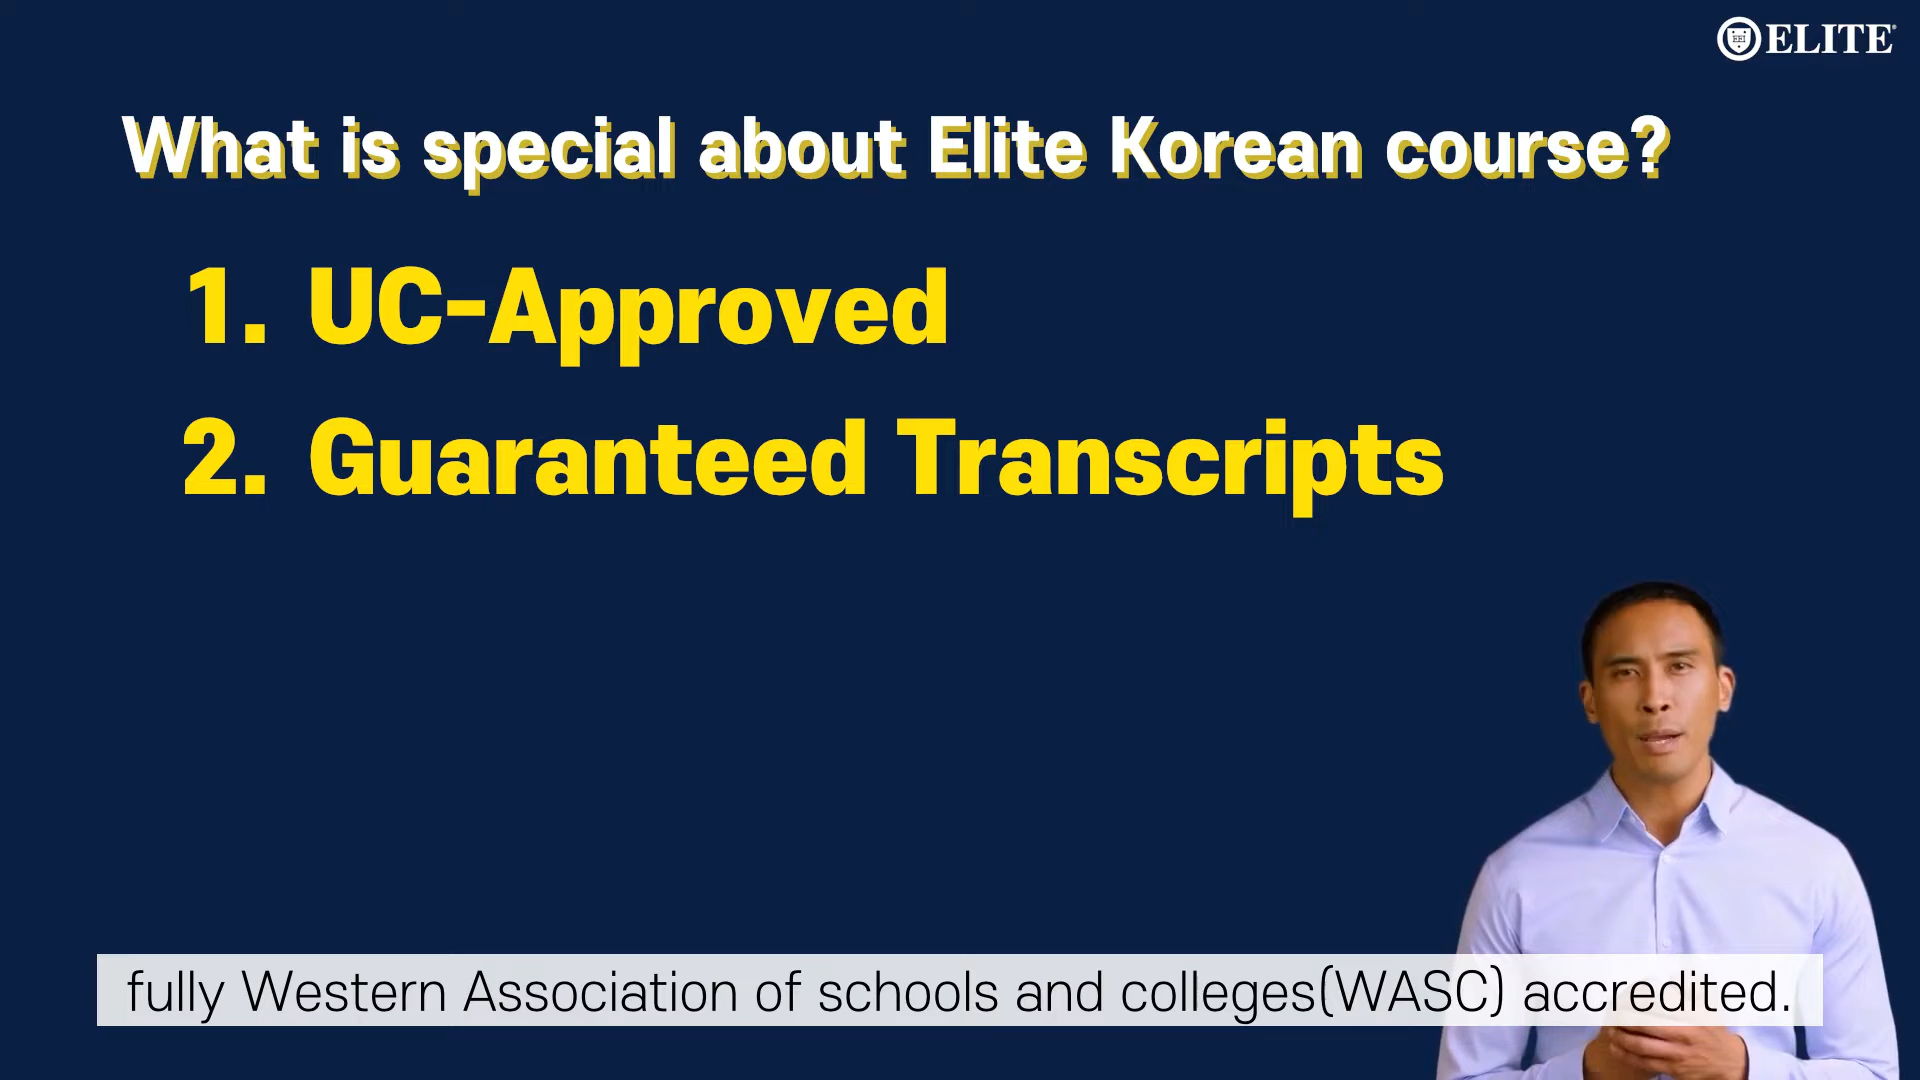 ELITE
What is special about Elite Korean course?
1. UC-Approved
2. Guaranteed Transcripts
fully Western Association of schools and colleges(WASC) accredited.